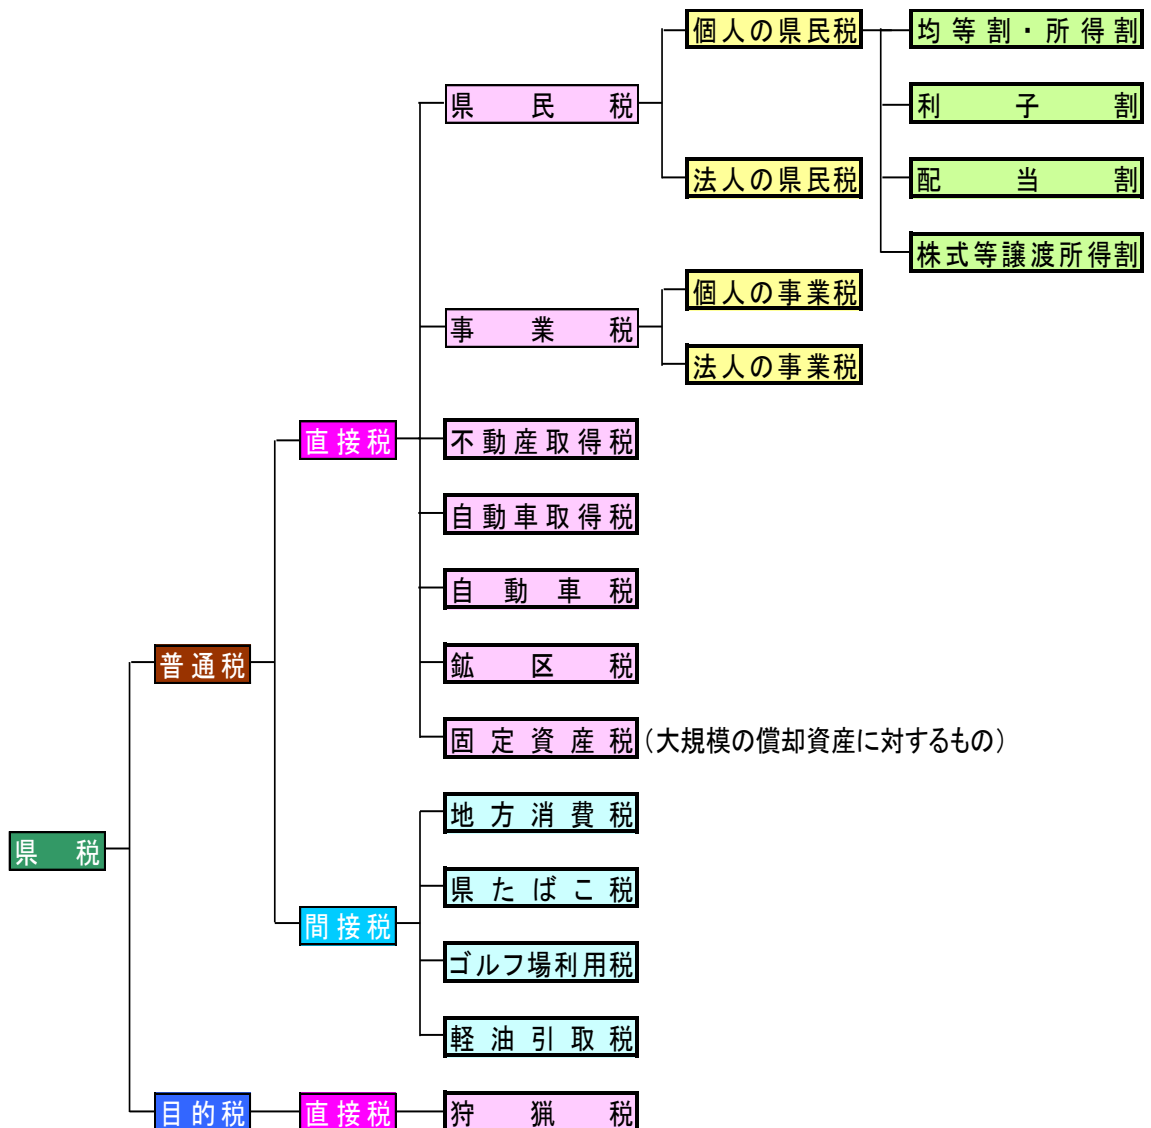 個人の県民税
均等割・所得割
県民税
利子割
法人の県民税
配当割
株式等譲渡所得割
個人の事業税
事業税
法人の事業税
直接税
不動産取得税
自動車取得税
自動車税
普通税
鉱区税
固定資産税（大規模の償却資産に対するもの）
地方消費税
県税
県たばこ税
間接税
ゴルフ場利用税
軽油引取税
目的税
直接税
狩猟税